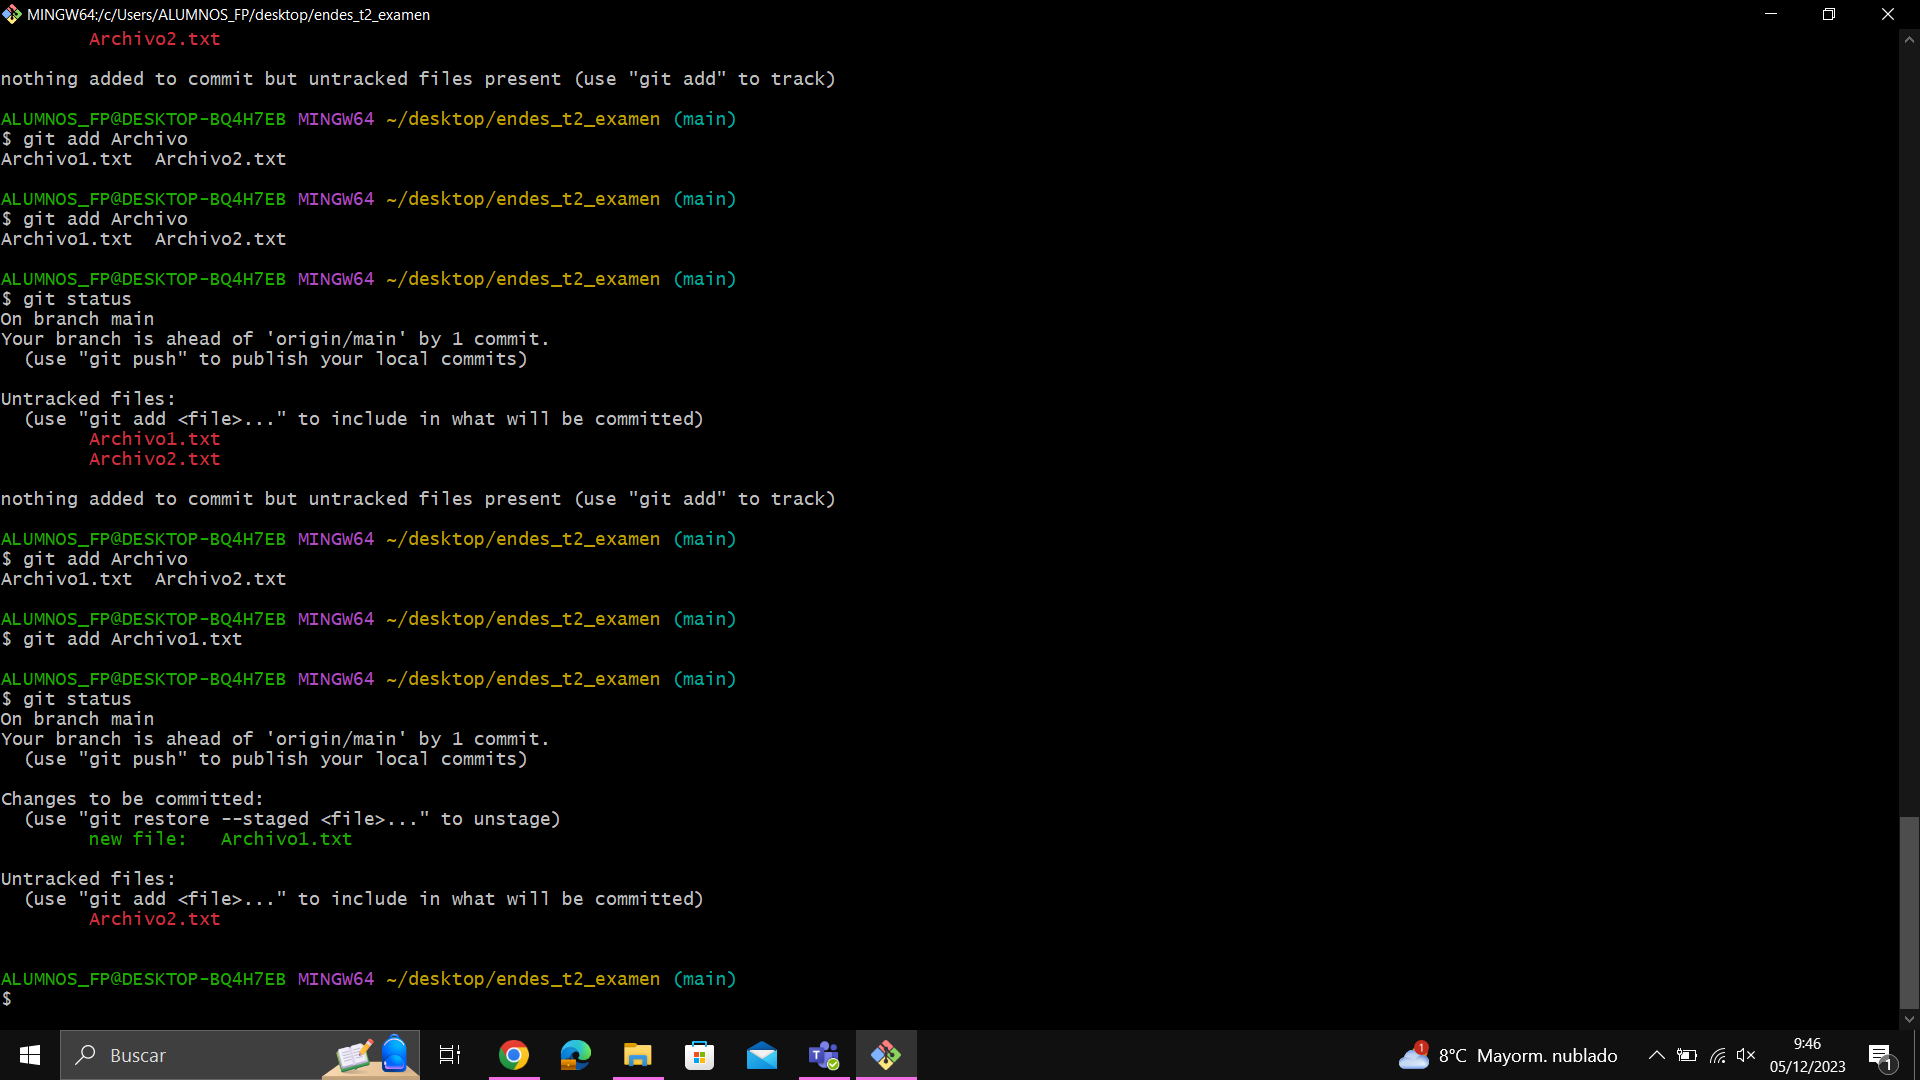 MINGW64:/c/Users/ALUMNOS_FP/desktop/endes_t2_examen
Archivo2.txt
nothing added to commit but untracked files present (use "git add" to track)
ALUMNOS_FP@DESKTOP-BQ4H7EB MINGW64 ~/desktop/endes_t2_examen (main)
$ git add Archivo
Archivo1.txt  Archivo2.txt
ALUMNOS_FP@DESKTOP-BQ4H7EB MINGW64 ~/desktop/endes_t2_examen (main)
$ git add Archivo
Archivo1.txt  Archivo2.txt
ALUMNOS_FP@DESKTOP-BQ4H7EB MINGW64 ~/desktop/endes_t2_examen (main)
$ git status
On branch main
Your branch is ahead of 'origin/main' by 1 commit.
(use "git push" to publish your local commits)
Untracked files:
(use "git add <file>..." to include in what will be committed)
Archivo1.txt
Archivo2.txt
nothing added to commit but untracked files present (use "git add" to track)
ALUMNOS_FP@DESKTOP-BQ4H7EB MINGW64 ~/desktop/endes_t2_examen (main)
$ git add Archivo
Archivo1.txt  Archivo2.txt
ALUMNOS_FP@DESKTOP-BQ4H7EB MINGW64 ~/desktop/endes_t2_examen (main)
$ git add Archivo1.txt
ALUMNOS_FP@DESKTOP-BQ4H7EB MINGW64 ~/desktop/endes_t2_examen (main)
$ git status
On branch main
Your branch is ahead of 'origin/main' by 1 commit.
(use "git push" to publish your local commits)
Changes to be committed:
(use "git restore --staged <file>..." to unstage)
new file:   Archivo1.txt
Untracked files:
(use "git add <file>..." to include in what will be committed)
Archivo2.txt
ALUMNOS_FP@DESKTOP-BQ4H7EB MINGW64 ~/desktop/endes_t2_examen (main)
$
Buscar
1
8°C Mayorm. nublado
9:46
05/12/2023
1